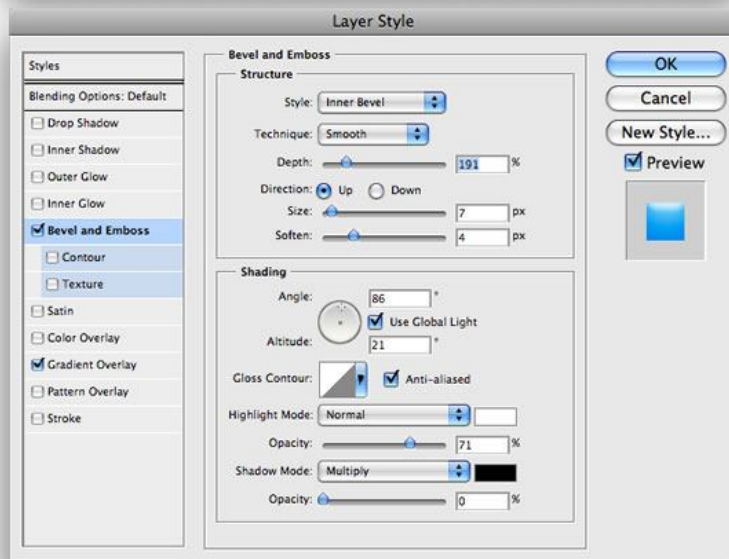 Layer Style
Styles
Blending Options: Default
Drop Shadow
Inner Shadow
Outer Glow
Inner Glow
Bevel and Emboss
Contour
Texture
Satin
Color Overlay
Gradient Overlay
Pattern Overlay
Stroke
Bevel and Emboss
Structure
Style: Inner Bevel
Technique: Smooth
Depth: 191 %
Direction: Up Down
Size: 7 px
Soften: 4 px
Shading
Angle: 86 °
Use Global Light
Altitude: 21 °
Gloss Contour: Anti-aliased
Highlight Mode: Normal
Opacity: 71 %
Shadow Mode: Multiply
Opacity: 0 %
OK
Cancel
New Style...
Preview